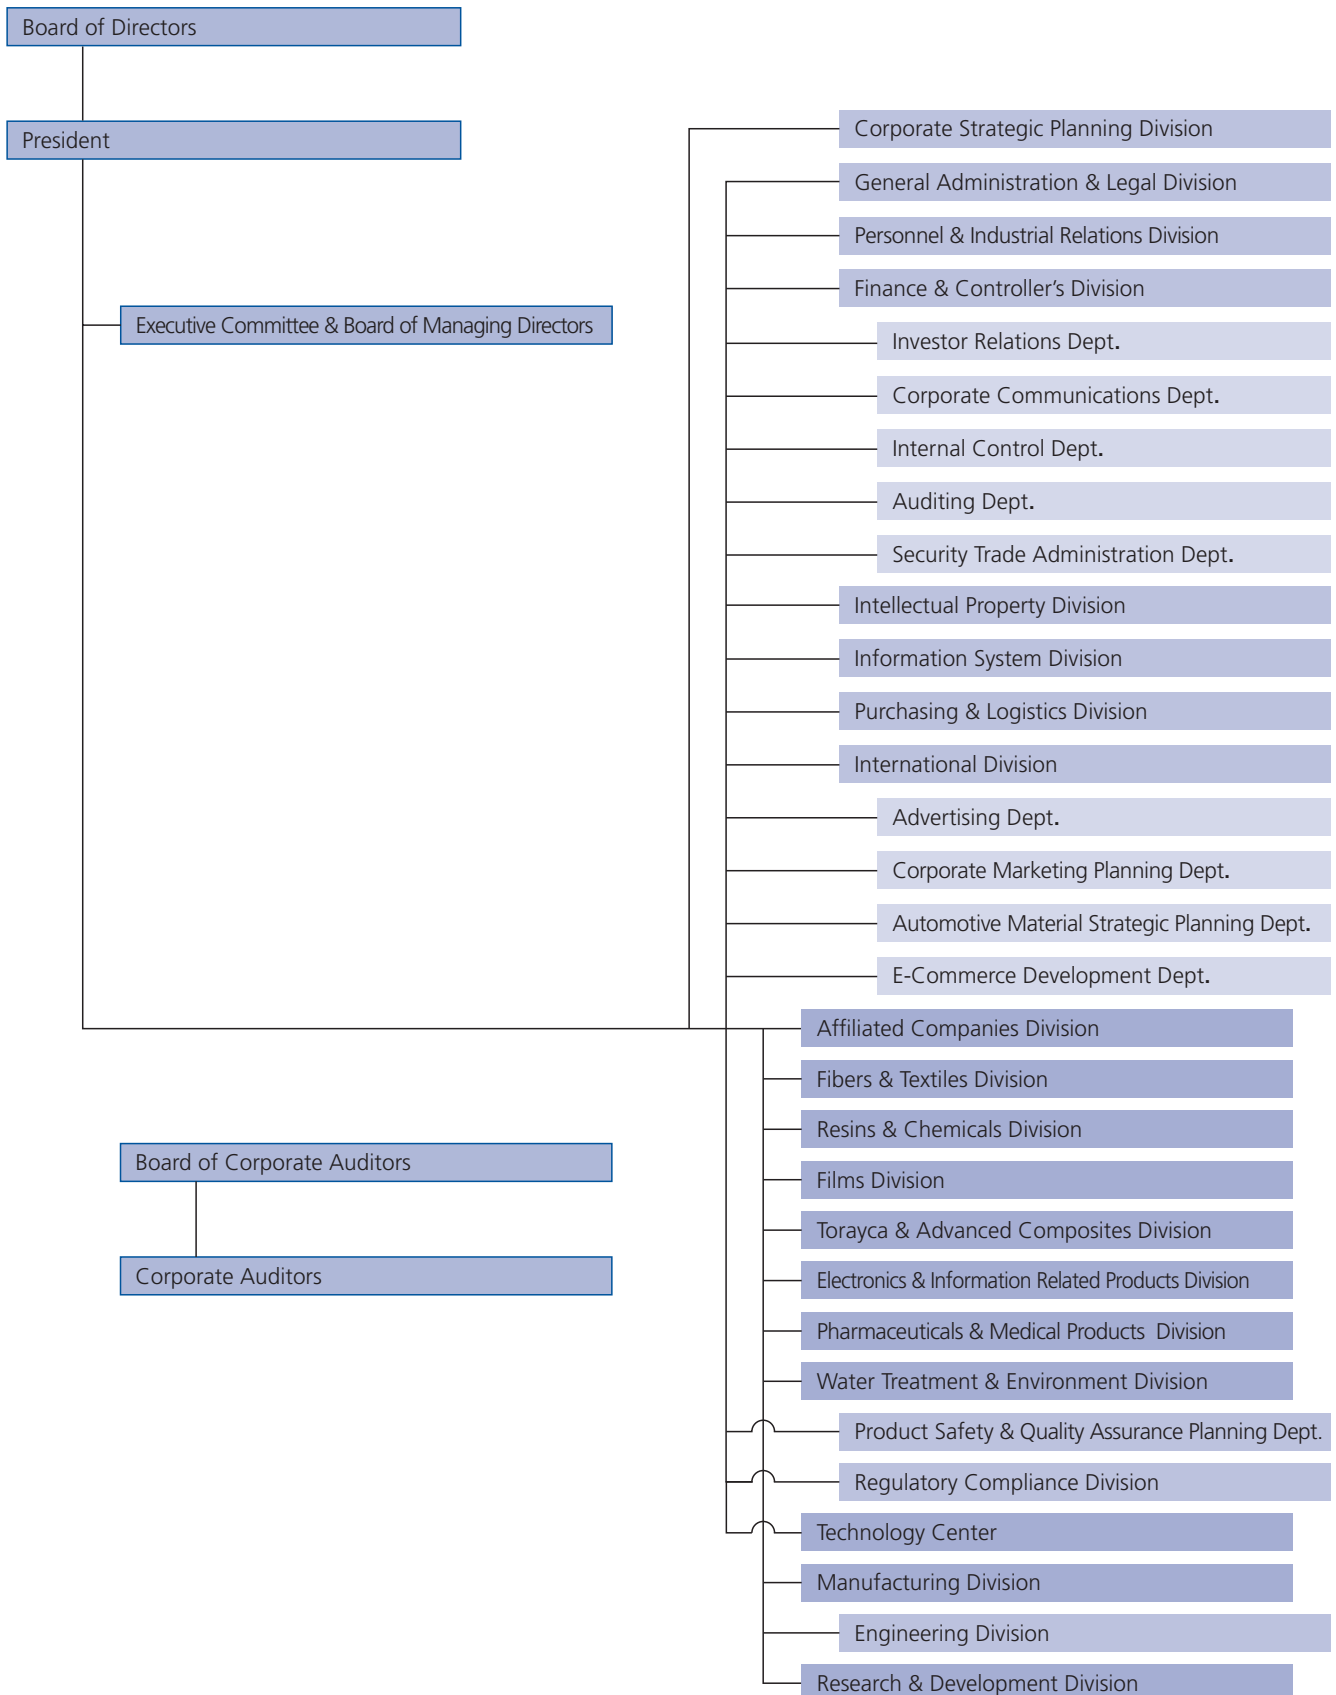 Board of Directors
President
Executive Committee & Board of Managing Directors
Board of Corporate Auditors
Corporate Auditors
Corporate Strategic Planning Division
General Administration & Legal Division
Personnel & Industrial Relations Division
Finance & Controller's Division
Investor Relations Dept.
Corporate Communications Dept.
Internal Control Dept.
Auditing Dept.
Security Trade Administration Dept.
Intellectual Property Division
Information System Division
Purchasing & Logistics Division
International Division
Advertising Dept.
Corporate Marketing Planning Dept.
Automotive Material Strategic Planning Dept.
E-Commerce Development Dept.
Affiliated Companies Division
Fibers & Textiles Division
Resins & Chemicals Division
Films Division
Torayca & Advanced Composites Division
Electronics & Information Related Products Division
Pharmaceuticals & Medical Products Division
Water Treatment & Environment Division
Product Safety & Quality Assurance Planning Dept.
Regulatory Compliance Division
Technology Center
Manufacturing Division
Engineering Division
Research & Development Division